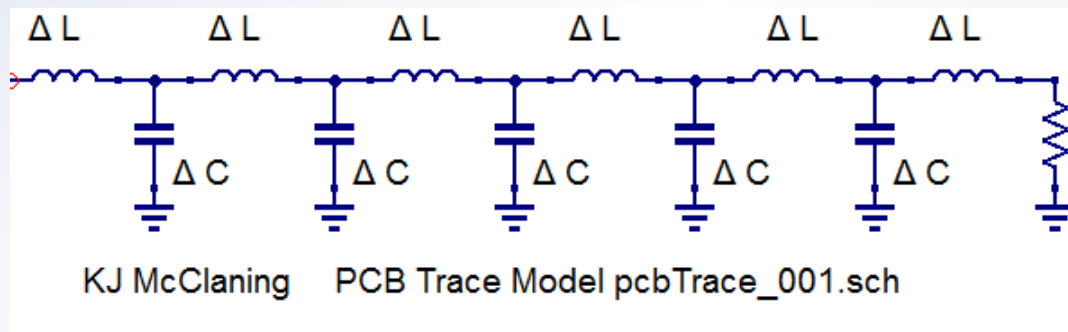 Δ L Δ L Δ L Δ L Δ L Δ L
Δ C Δ C Δ C Δ C Δ C
KJ McClaning PCB Trace Model pcbTrace_001.sch